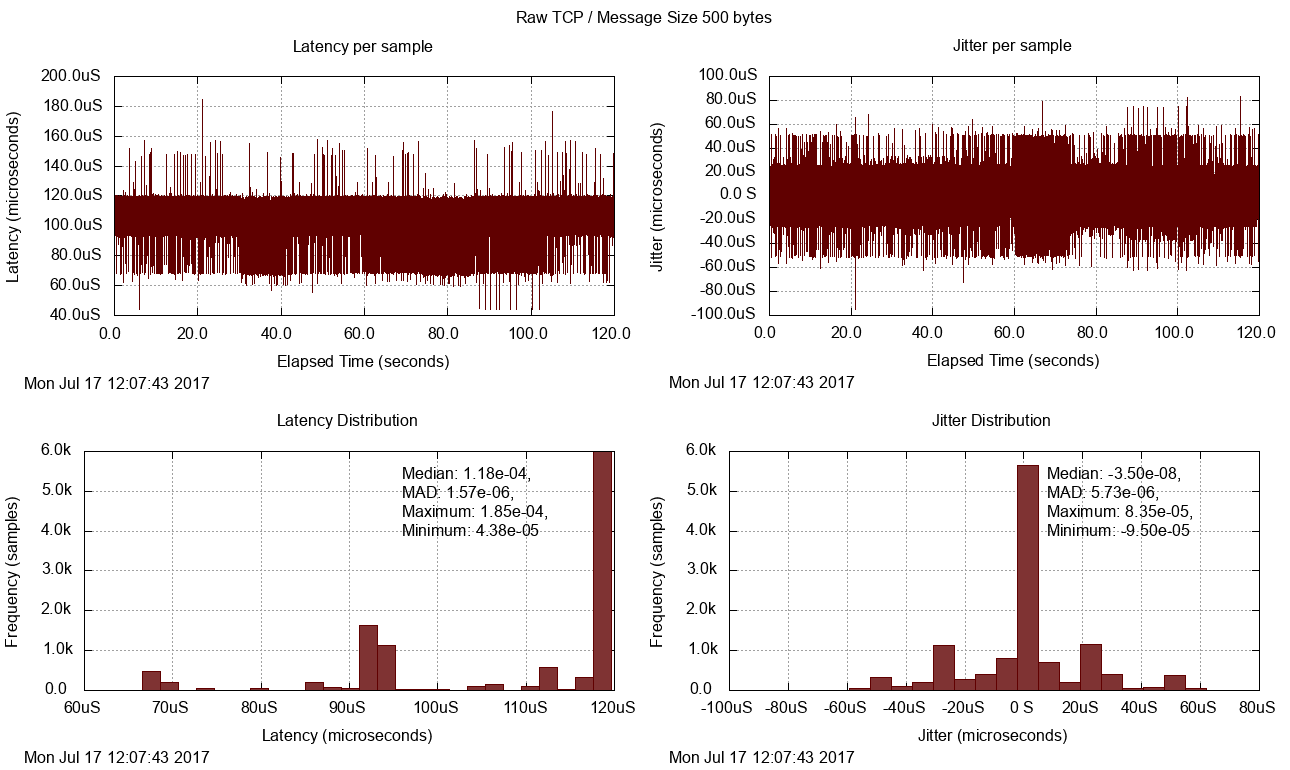 Raw TCP / Message Size 500 bytes
Latency per sample
200.0uS
180.0uS
160.0uS
140.0uS
120.0uS
100.0uS
80.0uS
60.0uS
40.0uS
0.0 20.0 40.0 60.0 80.0 100.0 120.0
Latency (microseconds)
Elapsed Time (seconds)
Mon Jul 17 12:07:43 2017
Jitter per sample
100.0uS
80.0uS
60.0uS
40.0uS
20.0uS
0.0 S
-20.0uS
-40.0uS
-60.0uS
-80.0uS
-100.0uS
0.0 20.0 40.0 60.0 80.0 100.0 120.0
Jitter (microseconds)
Elapsed Time (seconds)
Mon Jul 17 12:07:43 2017
Latency Distribution
6.0k
5.0k
4.0k
3.0k
2.0k
1.0k
0.0
60uS 70uS 80uS 90uS 100uS 110uS 120uS
Frequency (samples)
Median: 1.18e-04,
MAD: 1.57e-06,
Maximum: 1.85e-04,
Minimum: 4.38e-05
Latency (microseconds)
Mon Jul 17 12:07:43 2017
Jitter Distribution
6.0k
5.0k
4.0k
3.0k
2.0k
1.0k
0.0
-100uS -80uS -60uS -40uS -20uS 0 S 20uS 40uS 60uS 80uS
Frequency (samples)
Median: -3.50e-08,
MAD: 5.73e-06,
Maximum: 8.35e-05,
Minimum: -9.50e-05
Jitter (microseconds)
Mon Jul 17 12:07:43 2017